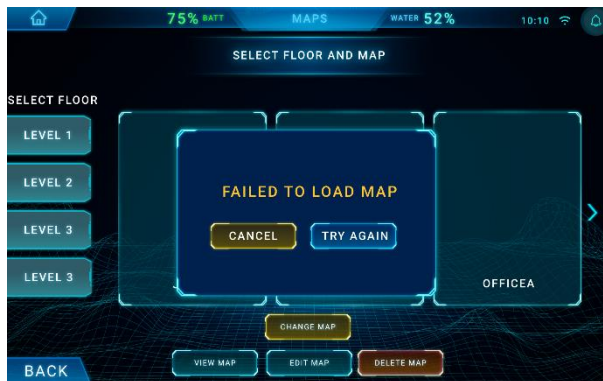 75% BATT MAPS WATER 52% 10:10
SELECT FLOOR AND MAP
SELECT FLOOR
LEVEL 1
LEVEL 2
LEVEL 3
LEVEL 3
FAILED TO LOAD MAP
CANCEL TRY AGAIN
OFFICEA
CHANGE MAP
VIEW MAP EDIT MAP DELETE MAP
BACK